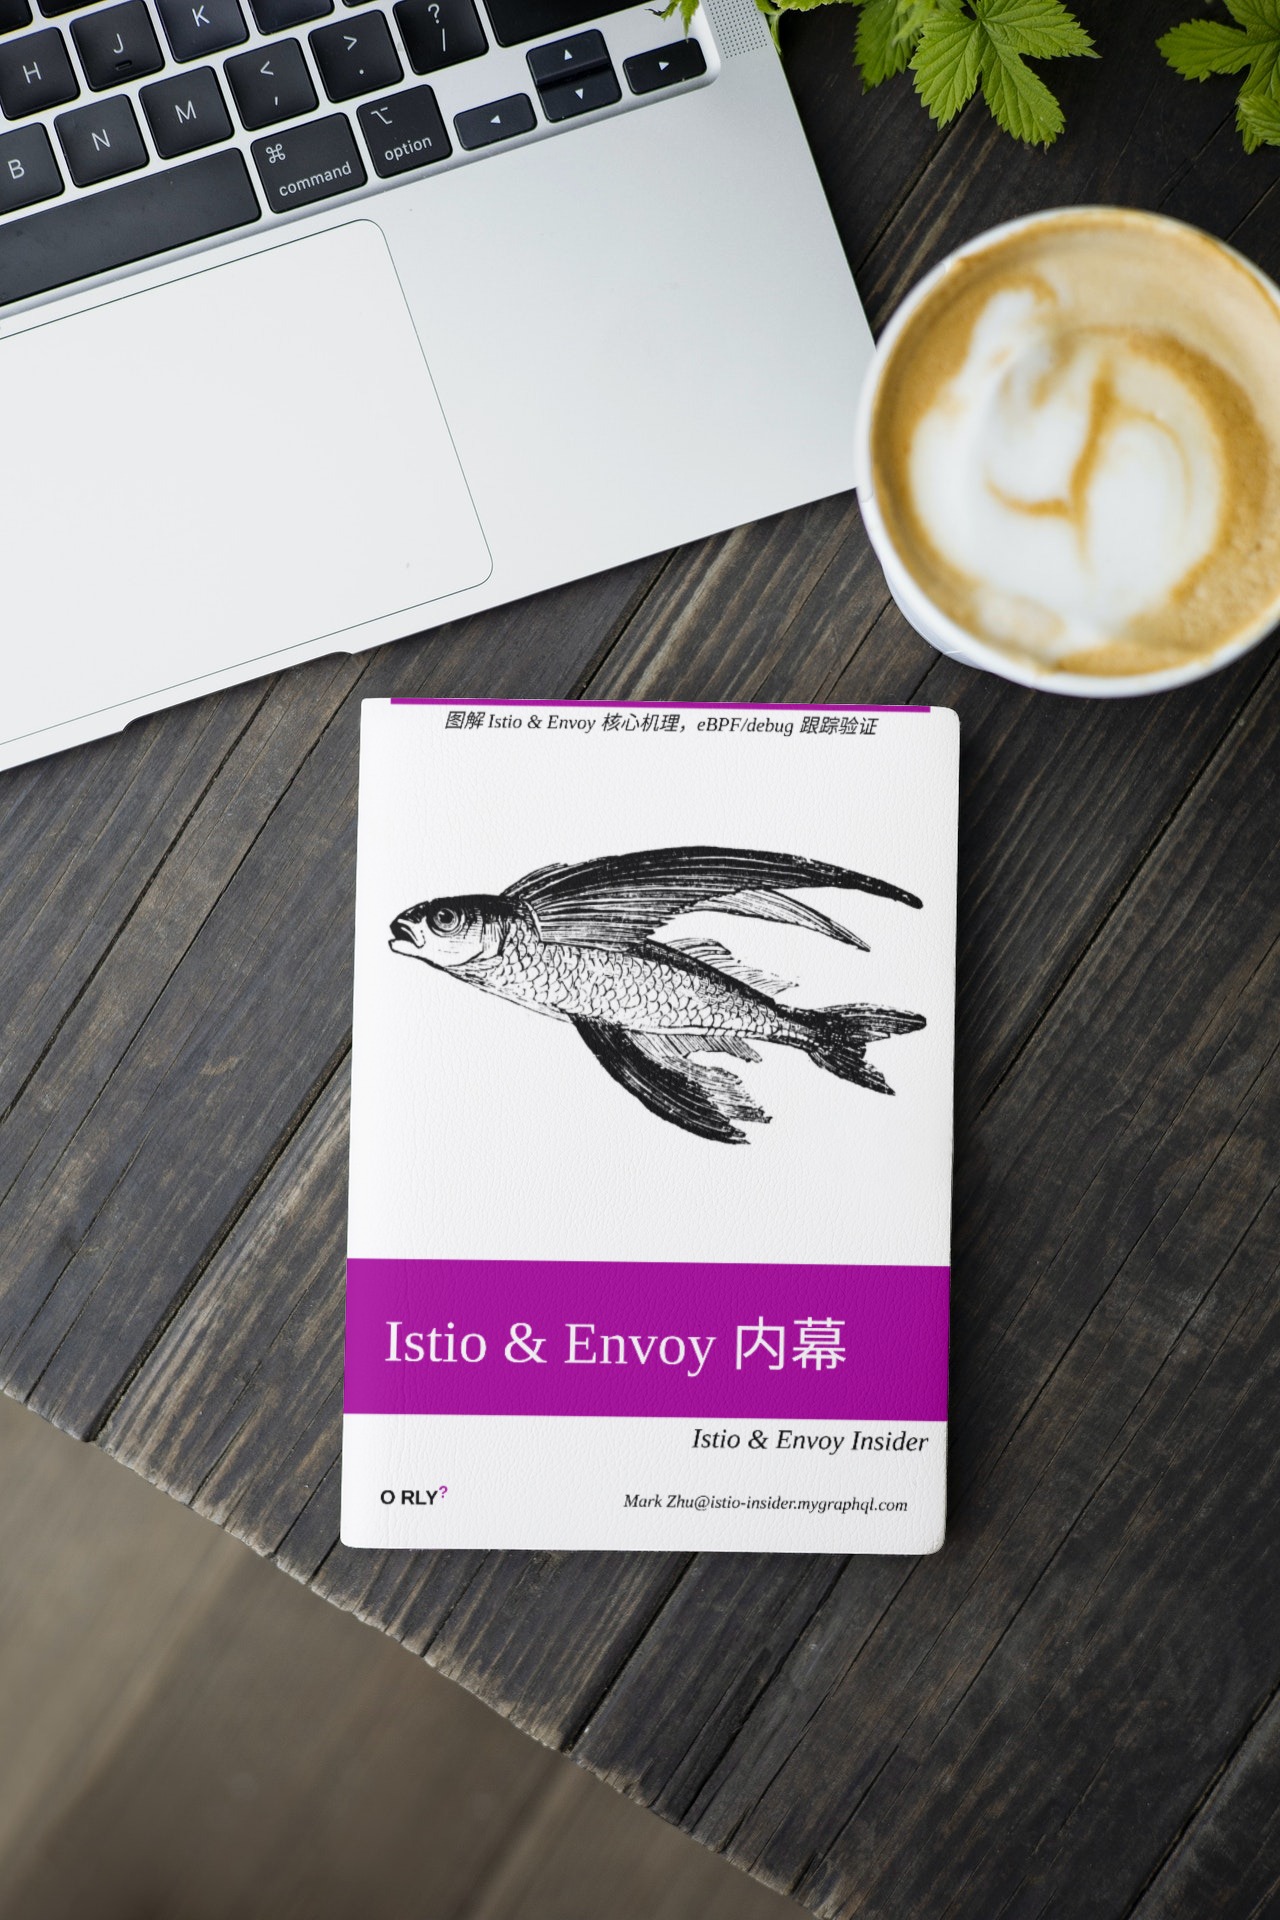 K
J
H
?
/
>
.
<
,
M
N
B
⌘
command
⌥
option
▲
▼
◄
►
图解 Istio & Envoy 核心机理，eBPF/debug 跟踪验证
Istio & Envoy 内幕
Istio & Envoy Insider
O RLY?
Mark Zhu@istio-insider.mygraphql.com